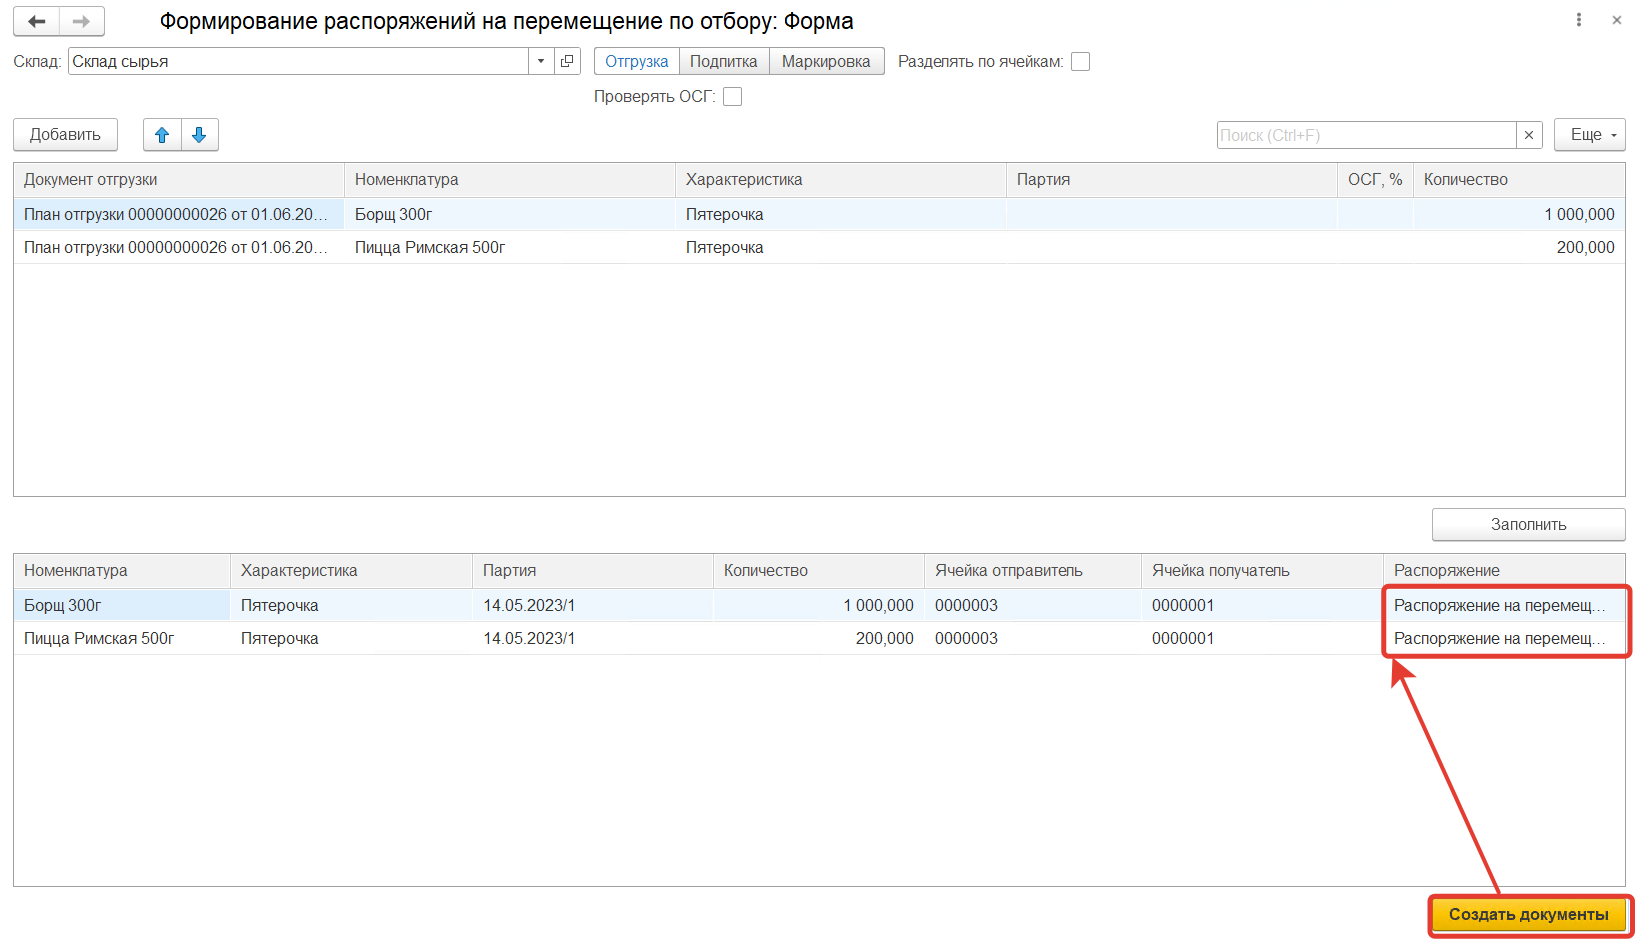 Формирование распоряжений на перемещение по отбору: Форма
Склад: Склад сырья Отгрузка Подпитка Маркировка Разделять по ячейкам:
Проверять ОСГ:
Добавить Поиск (Ctrl+F) Еще
Документ отгрузки Номенклатура Характеристика Партия ОСГ, % Количество
План отгрузки 00000000026 от 01.06.20... Борщ 300г Пятерочка 1 000,000
План отгрузки 00000000026 от 01.06.20... Пицца Римская 500г Пятерочка 200,000
Заполнить
Номенклатура Характеристика Партия Количество Ячейка отправитель Ячейка получатель Распоряжение
Борщ 300г Пятерочка 14.05.2023/1 1 000,000 0000003 0000001 Распоряжение на перемещ...
Пицца Римская 500г Пятерочка 14.05.2023/1 200,000 0000003 0000001 Распоряжение на перемещ...
Создать документы